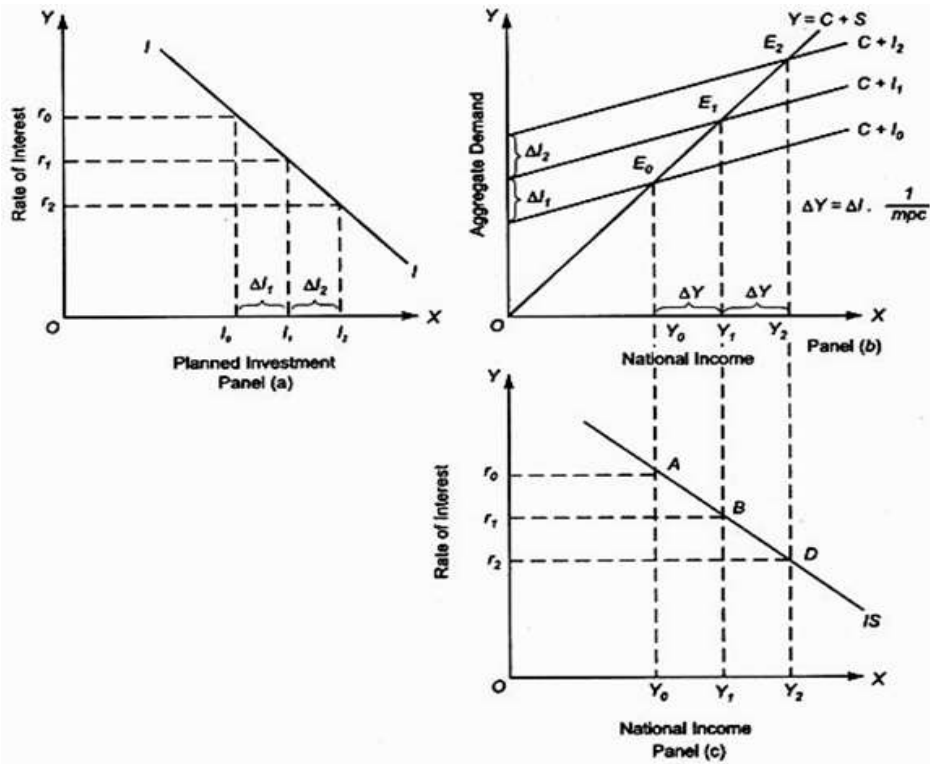 Y
I
Rate of Interest
r0
r1
r2
I
ΔI1 ΔI2
O
I0 I1 I2
X
Planned Investment
Panel (a)
Y
Y = C + S
E2
C + I2
E1
C + I1
E0
C + I0
Aggregate Demand
ΔI2
ΔI1
ΔY = ΔI . 1/mpc
ΔY ΔY
O
Y0 Y1 Y2
X
National Income
Panel (b)
Y
Rate of Interest
r0
A
r1
B
r2
D
IS
O
Y0 Y1 Y2
X
National Income
Panel (c)